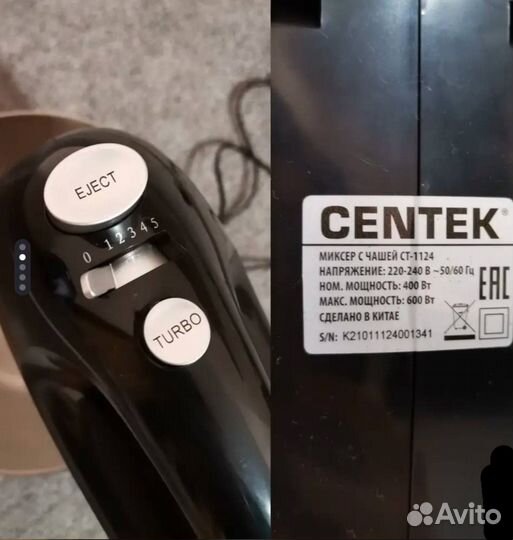 EJECT
0 1 2 3 4 5
TURBO
CENTEK®
МИКСЕР С ЧАШЕЙ CT-1124
НАПРЯЖЕНИЕ: 220-240 В ~50/60 Гц
НОМ. МОЩНОСТЬ: 400 Вт
МАКС. МОЩНОСТЬ: 600 Вт
СДЕЛАНО В КИТАЕ
EAC
S/N: K21011124001341
Avito